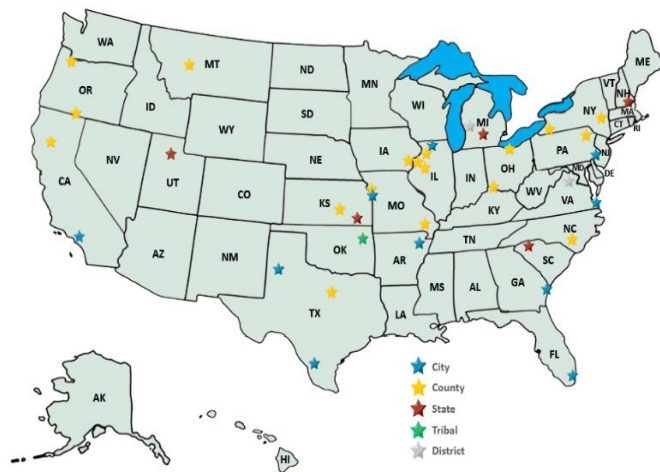 WA
ME
MT
ND
MN
VT
NH
OR
ID
SD
WI
MI
NY
MA
CT
RI
WY
IA
PA
NJ
NE
OH
MD
DE
NV
UT
IL
IN
WV
VA
CA
CO
KS
MO
KY
NC
TN
AZ
NM
OK
AR
SC
MS
AL
GA
TX
LA
FL
AK
HI
City
County
State
Tribal
District